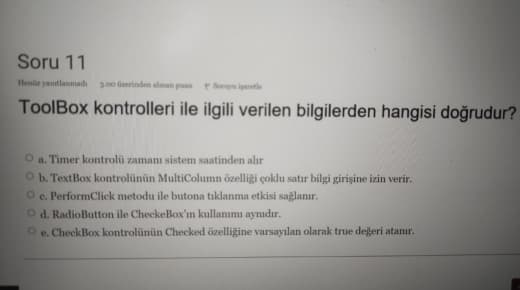 Soru 11
Henüz yanıtlanmadı 3.00 üzerinden alınan puan Soruyu işaretle
ToolBox kontrolleri ile ilgili verilen bilgilerden hangisi doğrudur?
a. Timer kontrolü zamanı sistem saatinden alır
b. TextBox kontrolünün MultiColumn özelliği çoklu satır bilgi girişine izin verir.
c. PerformClick metodu ile butona tıklanma etkisi sağlanır.
d. RadioButton ile CheckeBox'ın kullanımı aynıdır.
e. CheckBox kontrolünün Checked özelliğine varsayılan olarak true değeri atanır.